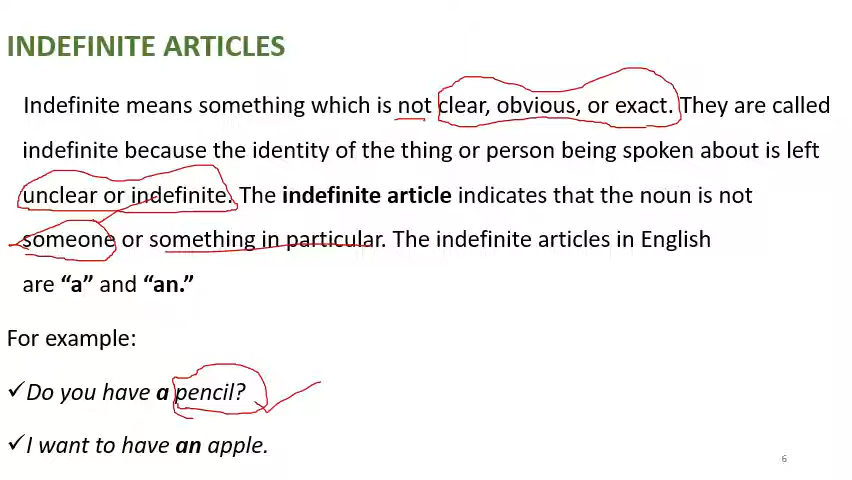 INDEFINITE ARTICLES
Indefinite means something which is not clear, obvious, or exact. They are called
indefinite because the identity of the thing or person being spoken about is left
unclear or indefinite. The indefinite article indicates that the noun is not
someone or something in particular. The indefinite articles in English
are “a” and “an.”
For example:
✓Do you have a pencil?
✓I want to have an apple.
6